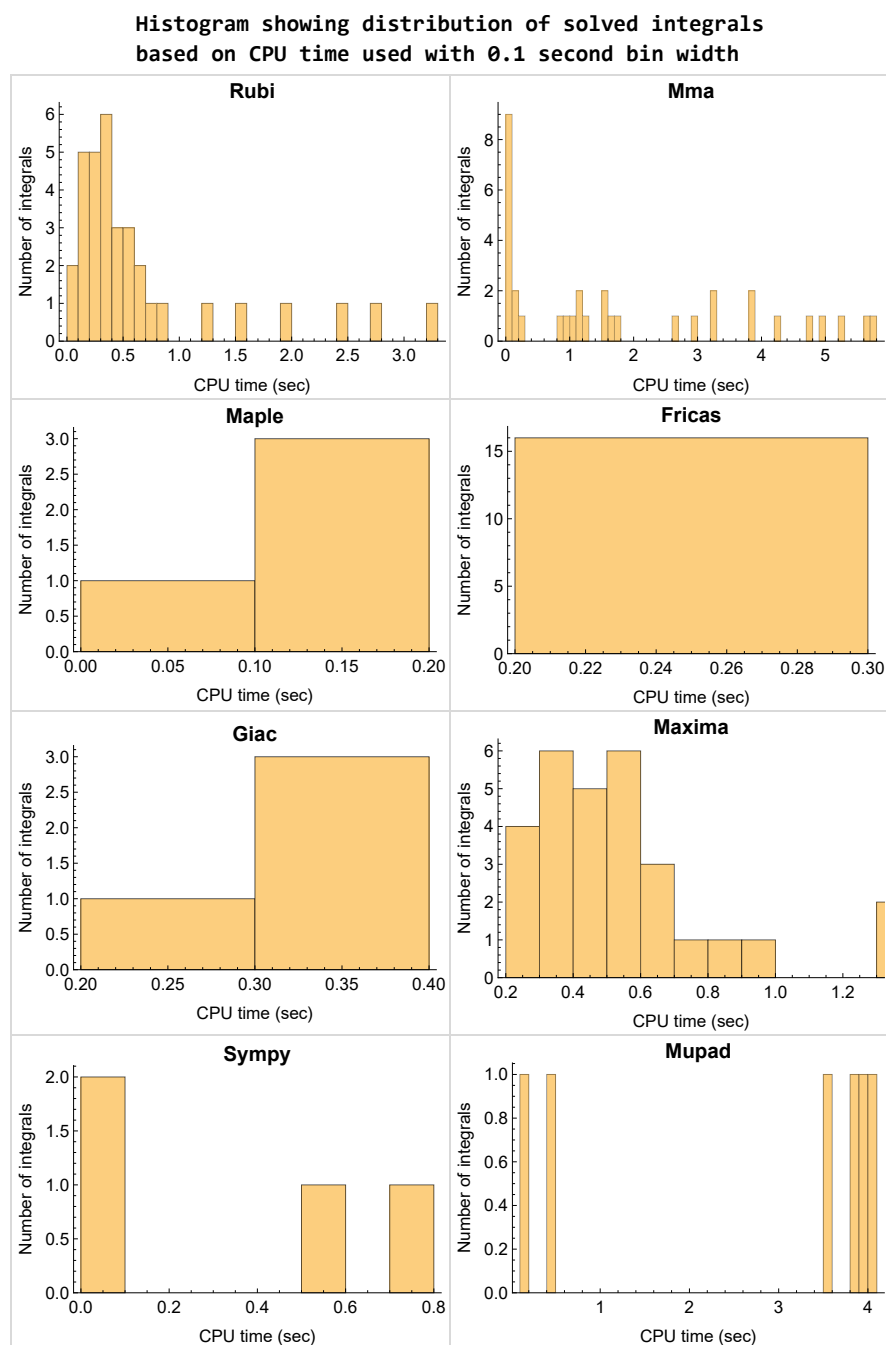 Histogram showing distribution of solved integrals
based on CPU time used with 0.1 second bin width
Rubi
Number of integrals
6
5
4
3
2
1
0
0.0 0.5 1.0 1.5 2.0 2.5 3.0
CPU time (sec)
Mma
Number of integrals
8
6
4
2
0
0 1 2 3 4 5
CPU time (sec)
Maple
Number of integrals
3.0
2.5
2.0
1.5
1.0
0.5
0.0
0.00 0.05 0.10 0.15 0.20
CPU time (sec)
Fricas
Number of integrals
15
10
5
0
0.20 0.22 0.24 0.26 0.28 0.30
CPU time (sec)
Giac
Number of integrals
3.0
2.5
2.0
1.5
1.0
0.5
0.0
0.20 0.25 0.30 0.35 0.40
CPU time (sec)
Maxima
Number of integrals
6
5
4
3
2
1
0
0.2 0.4 0.6 0.8 1.0 1.2
CPU time (sec)
Sympy
Number of integrals
2.0
1.5
1.0
0.5
0.0
0.0 0.2 0.4 0.6 0.8
CPU time (sec)
Mupad
Number of integrals
1.0
0.8
0.6
0.4
0.2
0.0
1 2 3 4
CPU time (sec)